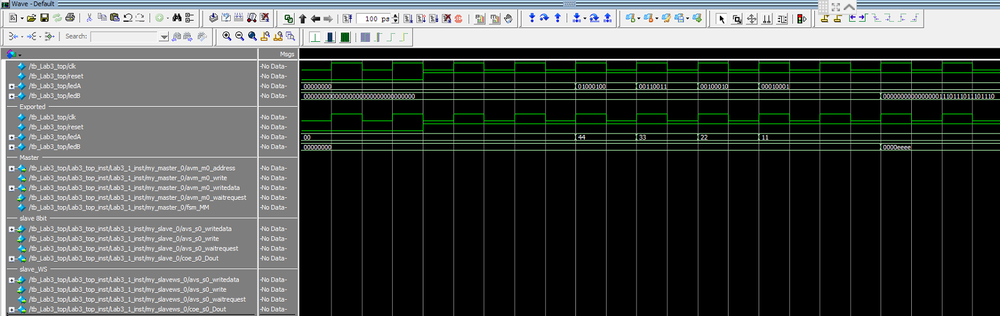 Wave - Default
100 ps
Search:
Msgs
/tb_Lab3_top/clk -No Data-
/tb_Lab3_top/reset -No Data-
/tb_Lab3_top/ledA -No Data- 00000000 01000100 00110011 00100010 00010001
/tb_Lab3_top/ledB -No Data- 00000000000000000000000000000000 00000000000000001110111011101110
Exported
/tb_Lab3_top/clk -No Data-
/tb_Lab3_top/reset -No Data-
/tb_Lab3_top/ledA -No Data- 00 44 33 22 11
/tb_Lab3_top/ledB -No Data- 00000000 0000eeee
Master
/tb_Lab3_top/Lab3_top_inst/Lab3_1_inst/my_master_0/avm_m0_address -No Data-
/tb_Lab3_top/Lab3_top_inst/Lab3_1_inst/my_master_0/avm_m0_write -No Data-
/tb_Lab3_top/Lab3_top_inst/Lab3_1_inst/my_master_0/avm_m0_writedata -No Data-
/tb_Lab3_top/Lab3_top_inst/Lab3_1_inst/my_master_0/avm_m0_waitrequest -No Data-
/tb_Lab3_top/Lab3_top_inst/Lab3_1_inst/my_master_0/fsm_MM -No Data-
slave 8bit
/tb_Lab3_top/Lab3_top_inst/Lab3_1_inst/my_slave_0/avs_s0_writedata -No Data-
/tb_Lab3_top/Lab3_top_inst/Lab3_1_inst/my_slave_0/avs_s0_write -No Data-
/tb_Lab3_top/Lab3_top_inst/Lab3_1_inst/my_slave_0/avs_s0_waitrequest -No Data-
/tb_Lab3_top/Lab3_top_inst/Lab3_1_inst/my_slave_0/coe_s0_Dout -No Data-
slave_WS
/tb_Lab3_top/Lab3_top_inst/Lab3_1_inst/my_slavews_0/avs_s0_writedata -No Data-
/tb_Lab3_top/Lab3_top_inst/Lab3_1_inst/my_slavews_0/avs_s0_write -No Data-
/tb_Lab3_top/Lab3_top_inst/Lab3_1_inst/my_slavews_0/avs_s0_waitrequest -No Data-
/tb_Lab3_top/Lab3_top_inst/Lab3_1_inst/my_slavews_0/coe_s0_Dout -No Data-